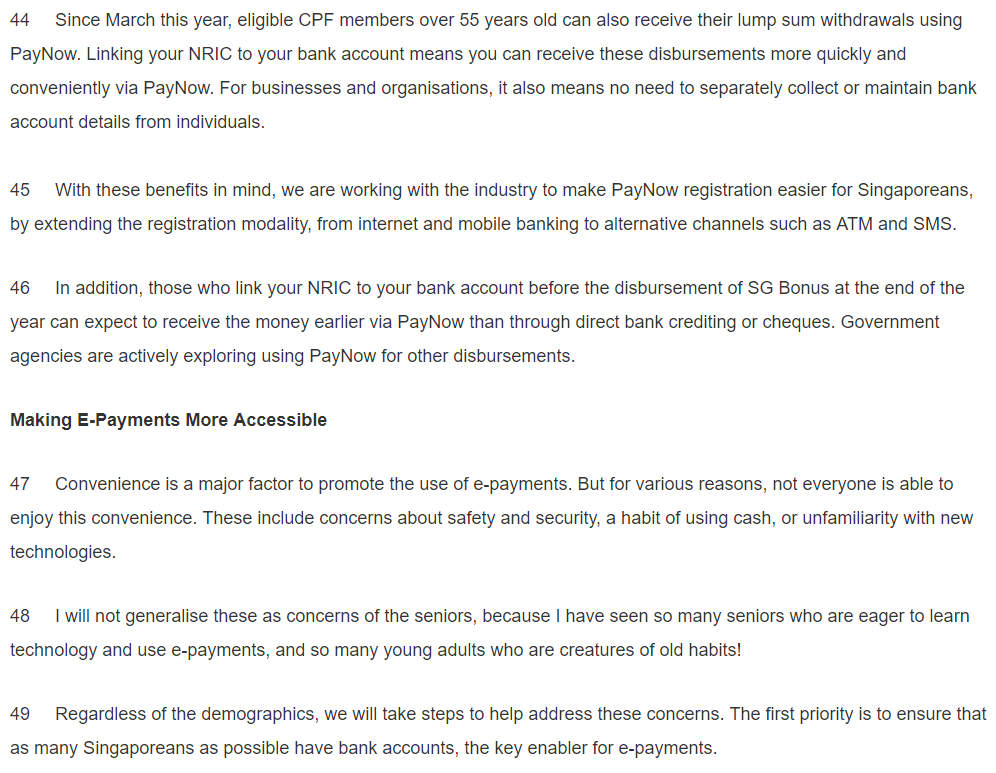 44 Since March this year, eligible CPF members over 55 years old can also receive their lump sum withdrawals using
PayNow. Linking your NRIC to your bank account means you can receive these disbursements more quickly and
conveniently via PayNow. For businesses and organisations, it also means no need to separately collect or maintain bank
account details from individuals.
45 With these benefits in mind, we are working with the industry to make PayNow registration easier for Singaporeans,
by extending the registration modality, from internet and mobile banking to alternative channels such as ATM and SMS.
46 In addition, those who link your NRIC to your bank account before the disbursement of SG Bonus at the end of the
year can expect to receive the money earlier via PayNow than through direct bank crediting or cheques. Government
agencies are actively exploring using PayNow for other disbursements.
Making E-Payments More Accessible
47 Convenience is a major factor to promote the use of e-payments. But for various reasons, not everyone is able to
enjoy this convenience. These include concerns about safety and security, a habit of using cash, or unfamiliarity with new
technologies.
48 I will not generalise these as concerns of the seniors, because I have seen so many seniors who are eager to learn
technology and use e-payments, and so many young adults who are creatures of old habits!
49 Regardless of the demographics, we will take steps to help address these concerns. The first priority is to ensure that
as many Singaporeans as possible have bank accounts, the key enabler for e-payments.